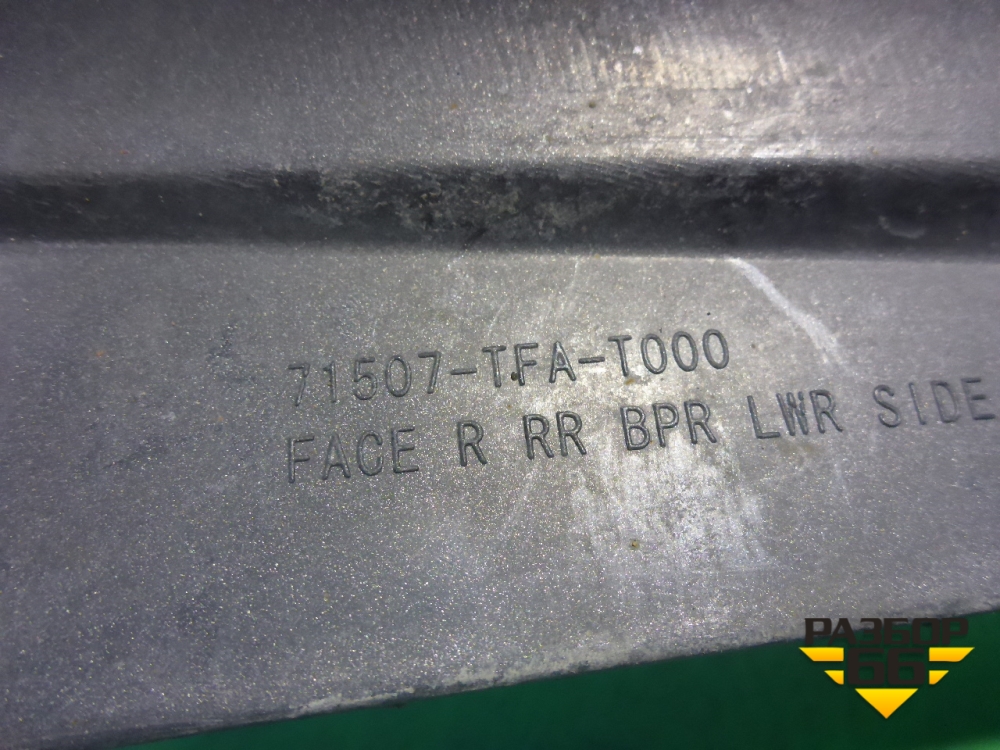 71507-TFA-T000
FACE R RR BPR LWR SIDE
РАЗБОР
66